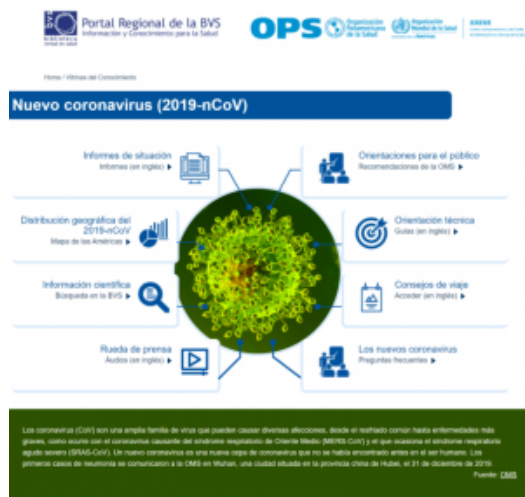 BVS
Portal Regional de la BVS
Información y Conocimiento para la Salud
OPS
Organización
Panamericana
de la Salud
Organización
Mundial de la Salud
BIREME
Home / Vitrinas del Conocimiento
Nuevo coronavirus (2019-nCoV)
Informes de situación
Informes (en inglés)
Orientaciones para el público
Recomendaciones de la OMS
Distribución geográfica del
2019-nCoV
Mapa de las Américas
Orientación técnica
Guías (en inglés)
Información científica
Búsqueda en la BVS
Consejos de viaje
Acceder (en inglés)
Rueda de prensa
Audios (en inglés)
Los nuevos coronavirus
Preguntas frecuentes
Los coronavirus (CoV) son una amplia familia de virus que pueden causar diversas afecciones, desde el resfriado común hasta enfermedades más
graves, como ocurre con el coronavirus causante del síndrome respiratorio de Oriente Medio (MERS-CoV) y el que ocasiona el síndrome respiratorio
agudo severo (SRAS-CoV). Un nuevo coronavirus es una nueva cepa de coronavirus que no se había encontrado antes en el ser humano. Los
primeros casos de neumonía se comunicaron a la OMS en Wuhan, una ciudad situada en la provincia china de Hubei, el 31 de diciembre de 2019.
Fuente: OMS